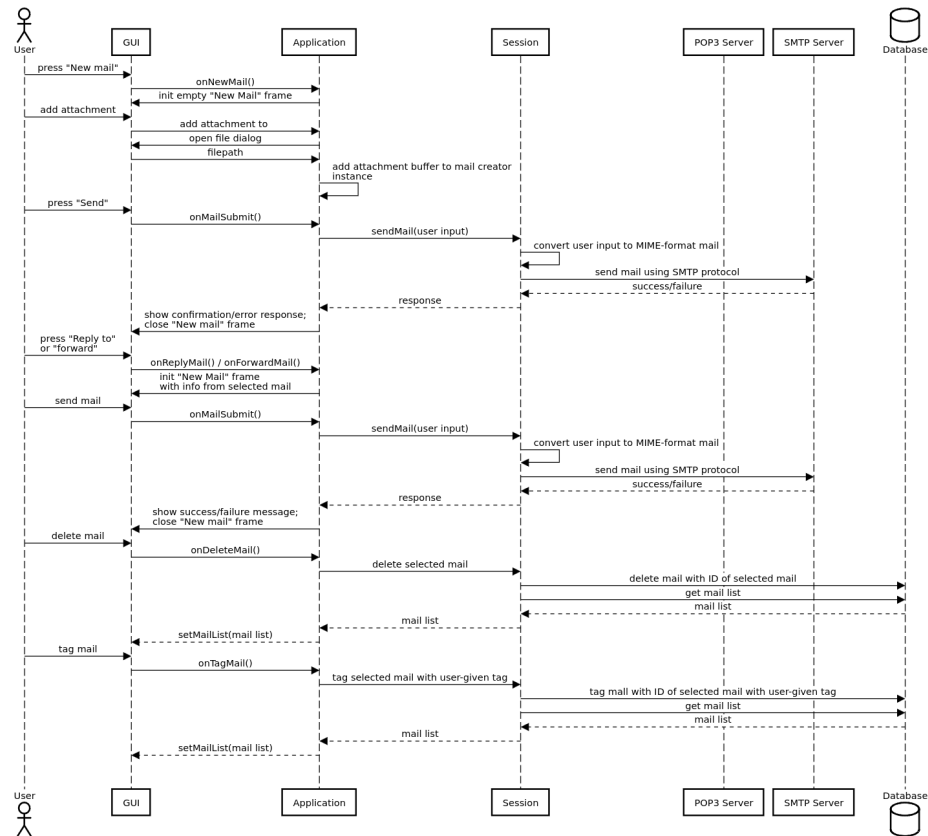 User
GUI
Application
Session
POP3 Server
SMTP Server
Database
press "New mail"
onNewMail()
init empty "New Mail" frame
add attachment
add attachment to
open file dialog
filepath
add attachment buffer to mail creator
instance
press "Send"
onMailSubmit()
sendMail(user input)
convert user input to MIME-format mail
send mail using SMTP protocol
success/failure
response
show confirmation/error response;
close "New mail" frame
press "Reply to"
or "forward"
onReplyMail() / onForwardMail()
init "New Mail" frame
with info from selected mail
send mail
onMailSubmit()
sendMail(user input)
convert user input to MIME-format mail
send mail using SMTP protocol
success/failure
response
show success/failure message;
close "New mail" frame
delete mail
onDeleteMail()
delete selected mail
delete mail with ID of selected mail
get mail list
mail list
mail list
setMailList(mail list)
tag mail
onTagMail()
tag selected mail with user-given tag
tag mall with ID of selected mail with user-given tag
get mail list
mail list
mail list
setMailList(mail list)
User
GUI
Application
Session
POP3 Server
SMTP Server
Database